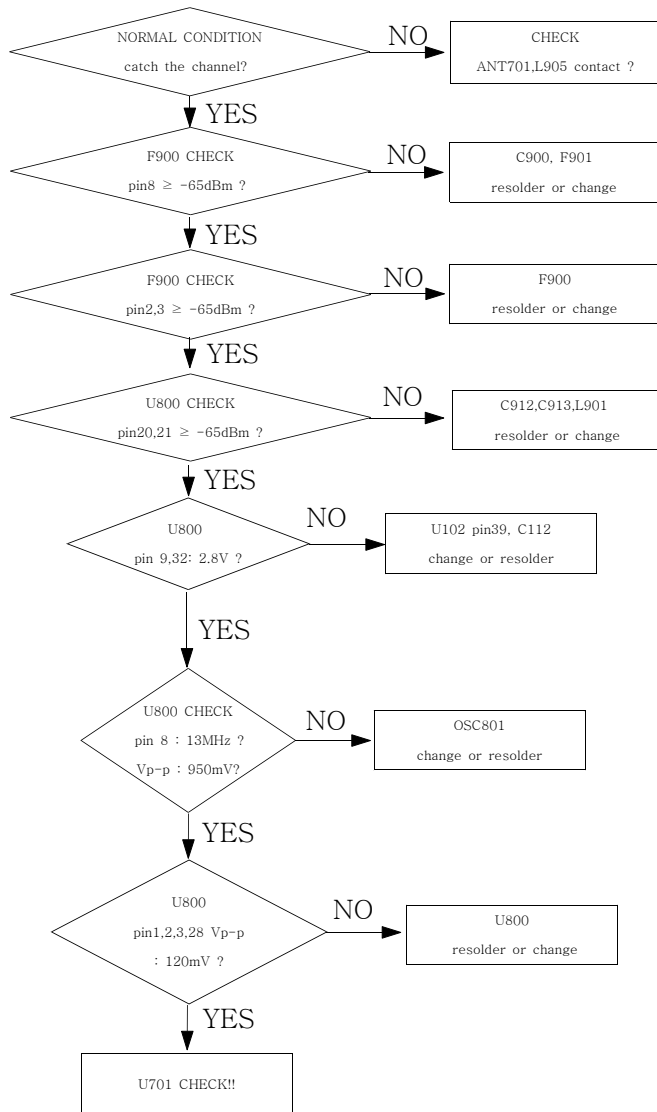 NORMAL CONDITION
catch the channel?
NO
CHECK
ANT701,L905 contact ?
YES
F900 CHECK
pin8 ≥ -65dBm ?
NO
C900, F901
resolder or change
YES
F900 CHECK
pin2,3 ≥ -65dBm ?
NO
F900
resolder or change
YES
U800 CHECK
pin20,21 ≥ -65dBm ?
NO
C912,C913,L901
resolder or change
YES
U800
pin 9,32: 2.8V ?
NO
U102 pin39, C112
change or resolder
YES
U800 CHECK
pin 8 : 13MHz ?
Vp-p : 950mV?
NO
OSC801
change or resolder
YES
U800
pin1,2,3,28 Vp-p
: 120mV ?
NO
U800
resolder or change
YES
U701 CHECK!!